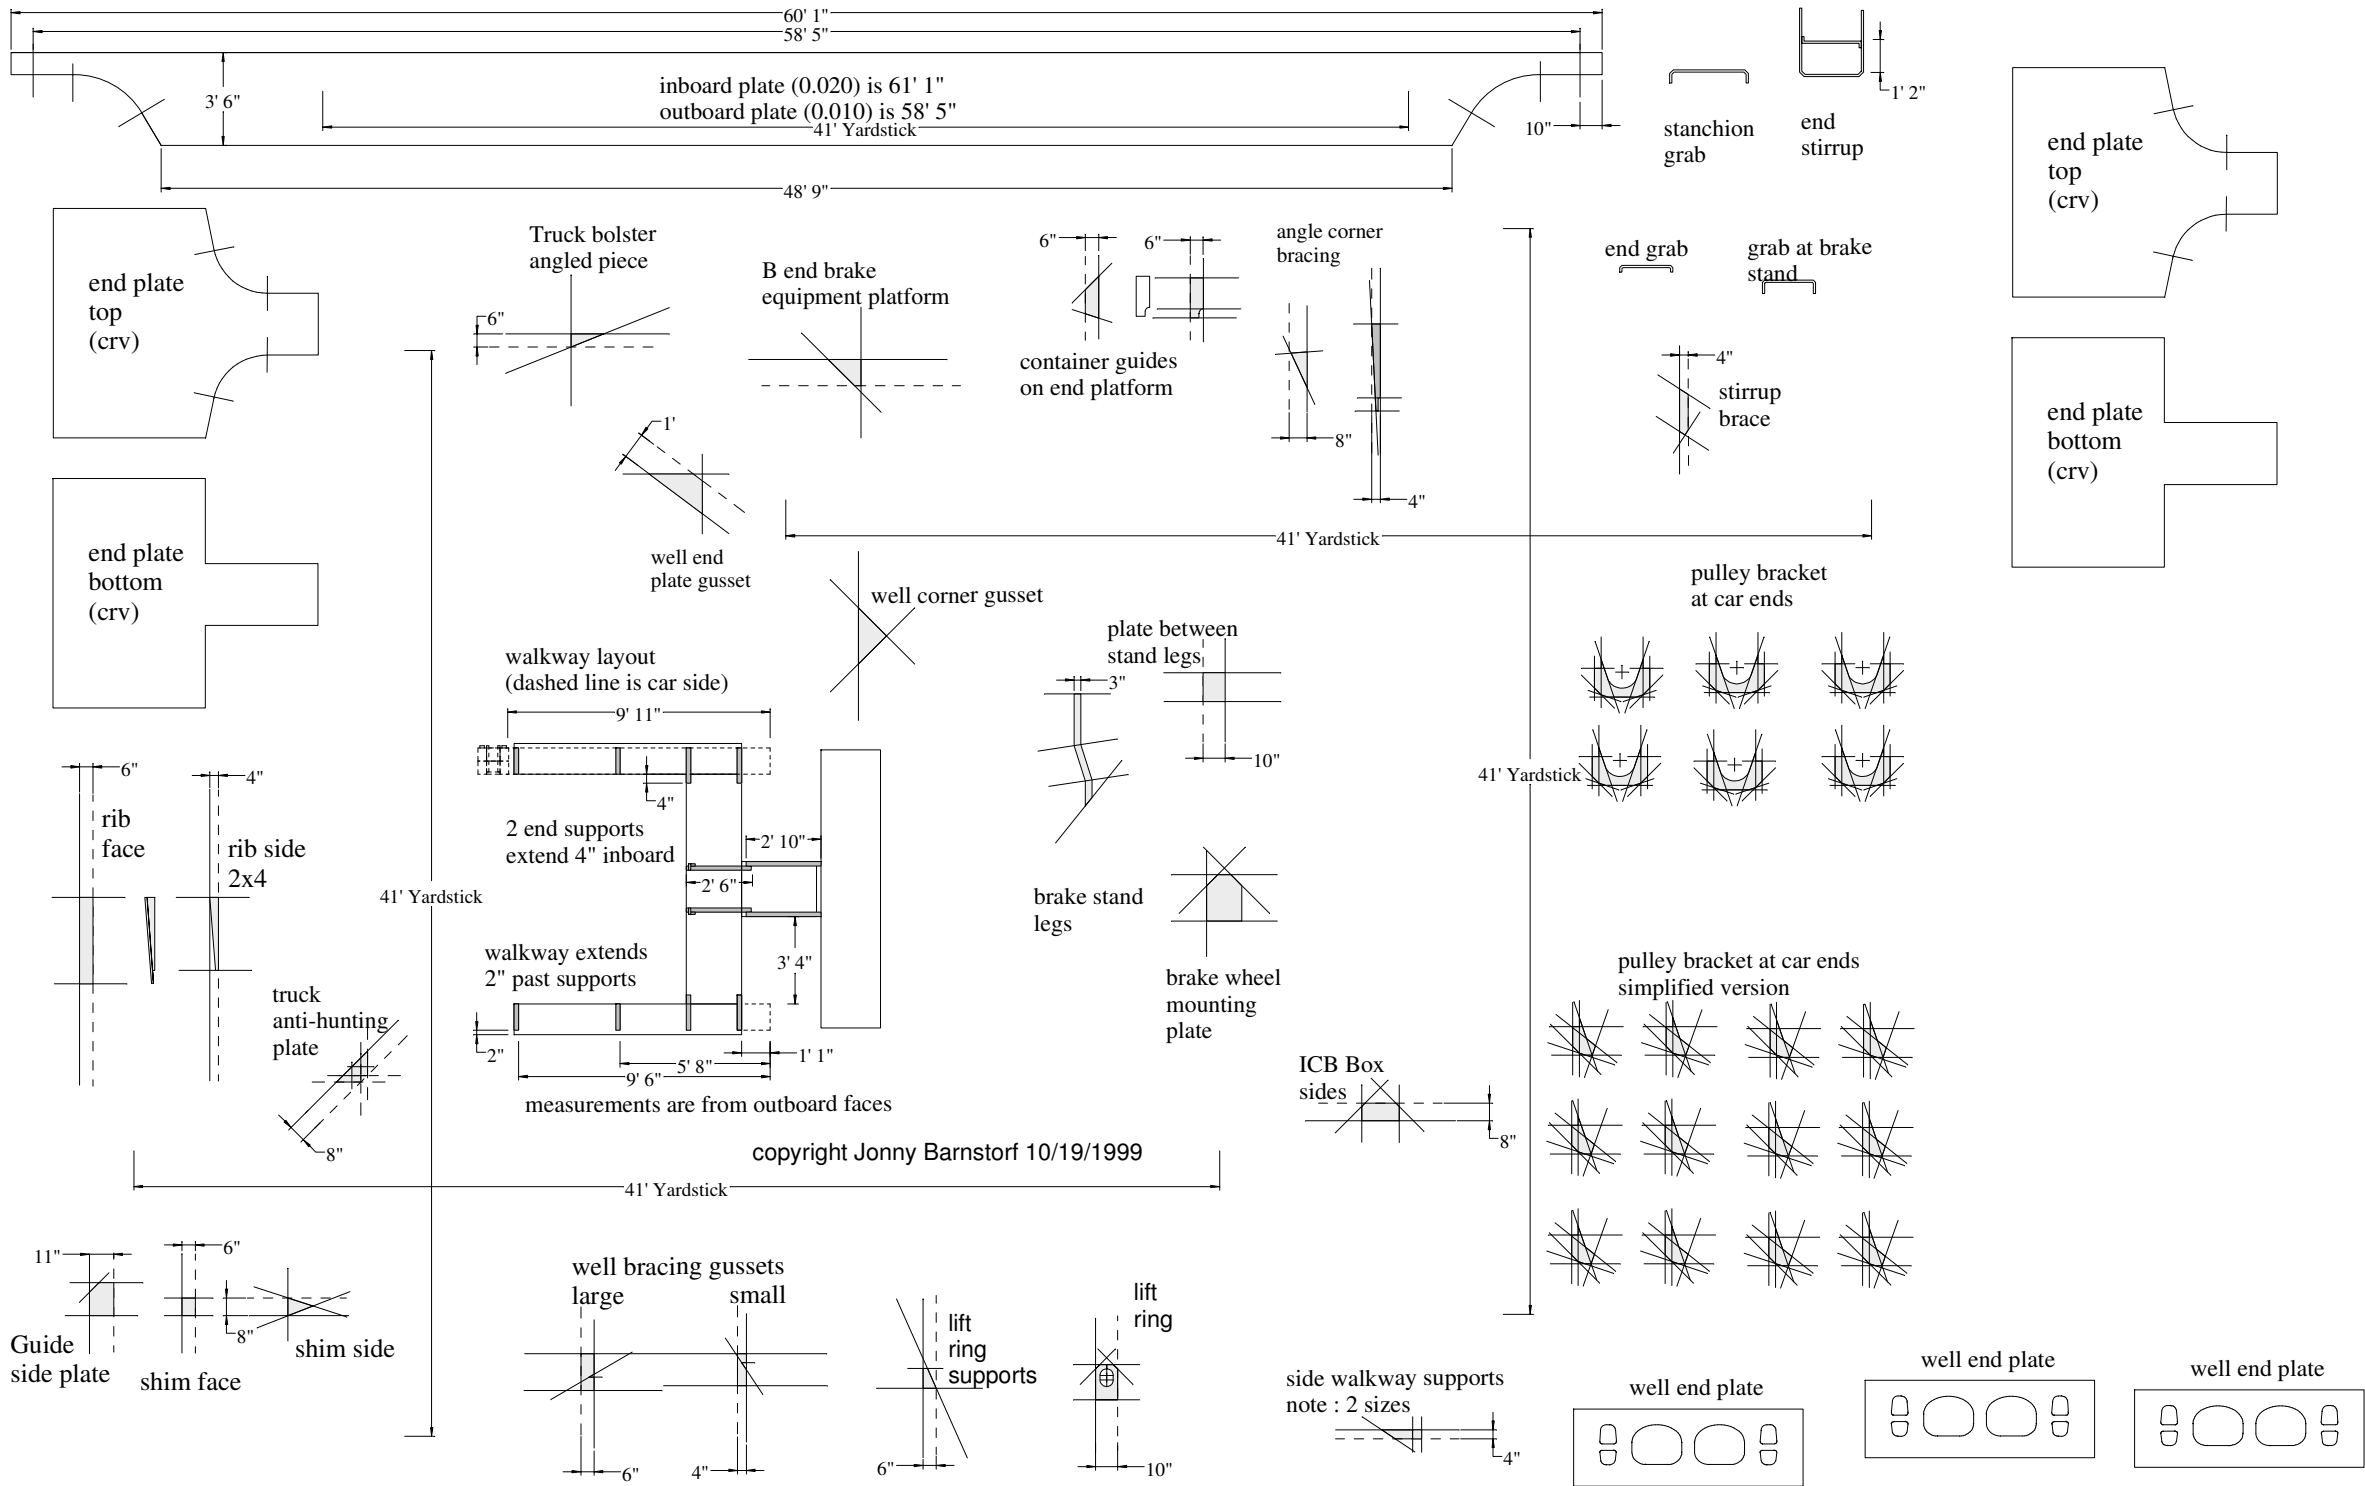 60' 1"
58' 5"
3' 6"
inboard plate (0.020) is 61' 1"
outboard plate (0.010) is 58' 5"
41' Yardstick
10"
48' 9"
stanchion
grab
end
stirrup
1' 2"
end plate
top
(crv)
end plate
top
(crv)
Truck bolster
angled piece
6"
B end brake
equipment platform
6"
6"
container guides
on end platform
angle corner
bracing
8"
4"
end grab
grab at brake
stand
4"
stirrup
brace
end plate
bottom
(crv)
1'
well end
plate gusset
41' Yardstick
end plate
bottom
(crv)
well corner gusset
pulley bracket
at car ends
walkway layout
(dashed line is car side)
9' 11"
4"
2 end supports
extend 4" inboard
2' 10"
2' 6"
walkway extends
2" past supports
3' 4"
2"
5' 8"
1' 1"
9' 6"
measurements are from outboard faces
plate between
stand legs
3"
10"
41' Yardstick
brake stand
legs
brake wheel
mounting
plate
6"
rib
face
4"
rib side
2x4
41' Yardstick
truck
anti-hunting
plate
8"
pulley bracket at car ends
simplified version
ICB Box
sides
8"
copyright Jonny Barnstorf 10/19/1999
41' Yardstick
11"
Guide
side plate
6"
shim face
8"
shim side
well bracing gussets
large
small
6"
4"
lift
ring
supports
6"
lift
ring
10"
side walkway supports
note : 2 sizes
4"
well end plate
well end plate
well end plate